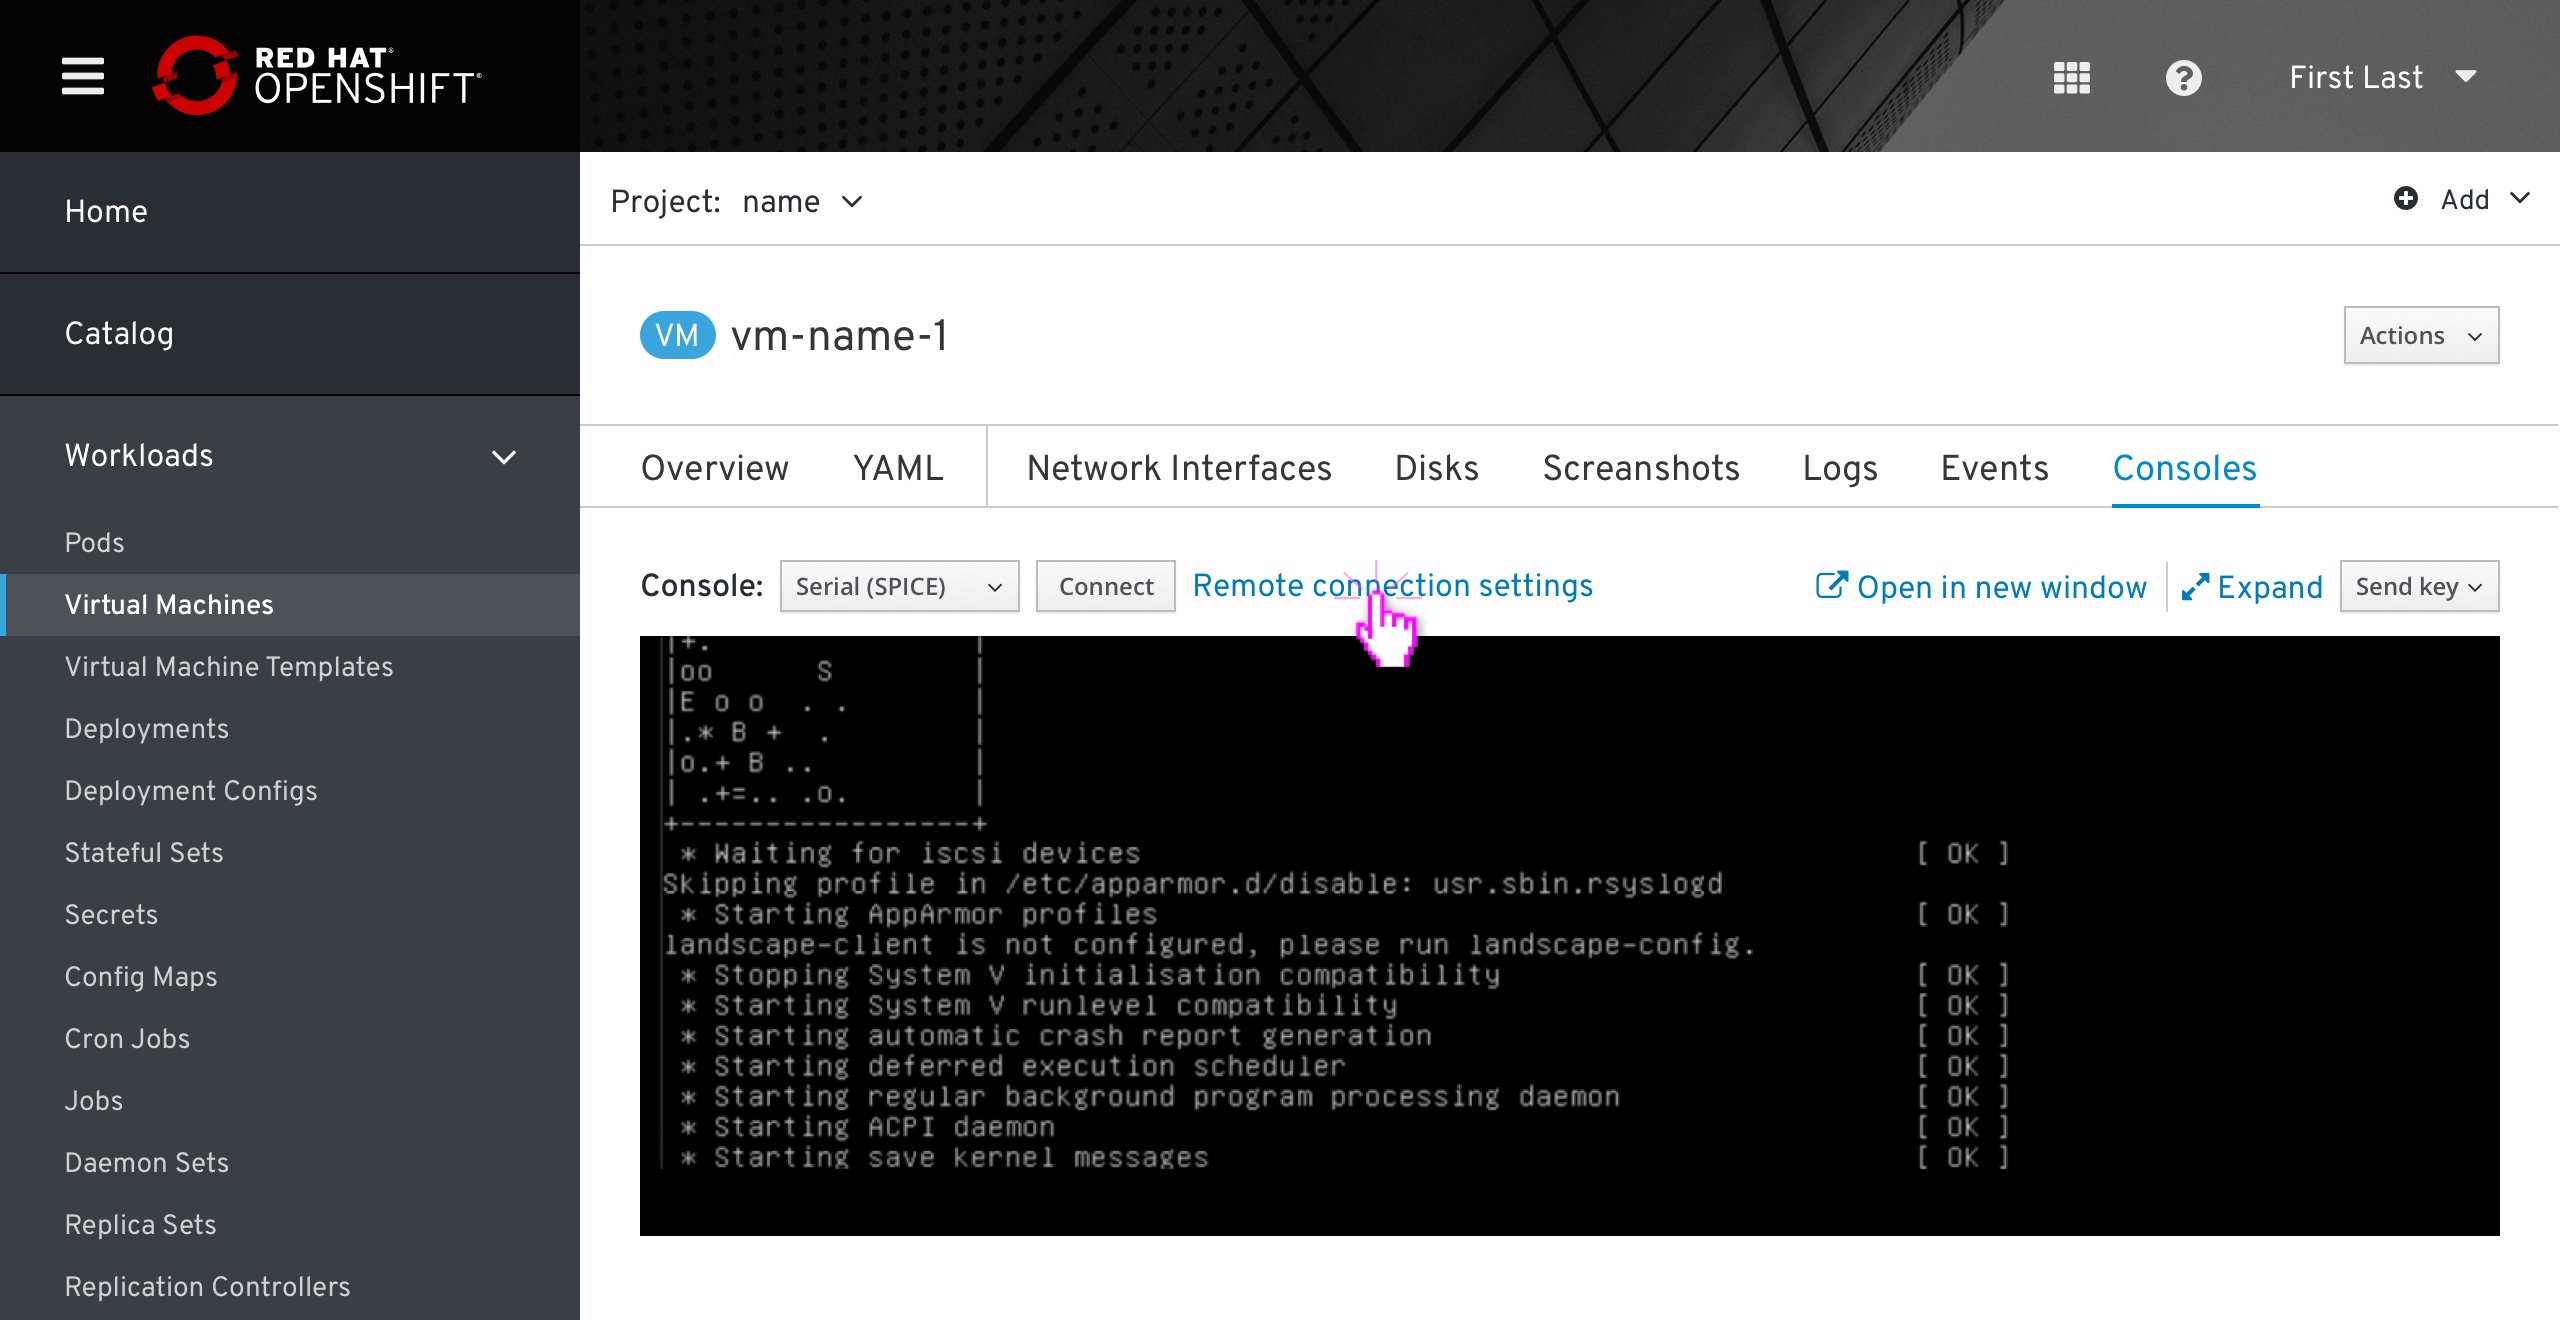 RED HAT®
OPENSHIFT®
First Last
Home
Catalog
Workloads
Pods
Virtual Machines
Virtual Machine Templates
Deployments
Deployment Configs
Stateful Sets
Secrets
Config Maps
Cron Jobs
Jobs
Daemon Sets
Replica Sets
Replication Controllers
Project: name
Add
VM vm-name-1
Actions
Overview YAML Network Interfaces Disks Screanshots Logs Events Consoles
Console: Serial (SPICE) Connect Remote connection settings Open in new window Expand Send key
|+. |
|oo S |
|E o o . . |
|.* B + . |
|o.+ B .. |
| .+=.. .o. |
+-----------------+
* Waiting for iscsi devices [ OK ]
Skipping profile in /etc/apparmor.d/disable: usr.sbin.rsyslogd
* Starting AppArmor profiles [ OK ]
landscape-client is not configured, please run landscape-config.
* Stopping System V initialisation compatibility [ OK ]
* Starting System V runlevel compatibility [ OK ]
* Starting automatic crash report generation [ OK ]
* Starting deferred execution scheduler [ OK ]
* Starting regular background program processing daemon [ OK ]
* Starting ACPI daemon [ OK ]
* Starting save kernel messages [ OK ]